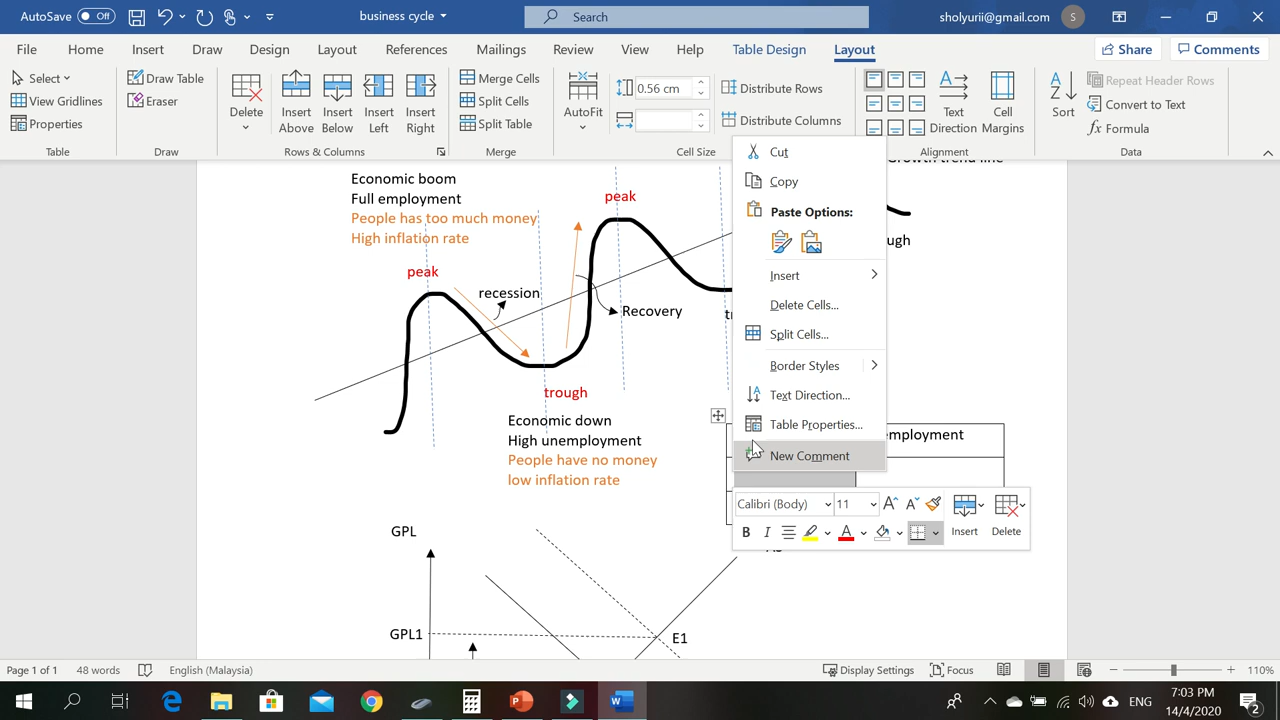 AutoSave Off
business cycle
Search
sholyurii@gmail.com
S
File Home Insert Draw Design Layout References Mailings Review View Help Table Design Layout
Share Comments
Select
View Gridlines
Properties
Table
Draw Table
Eraser
Draw
Delete
Insert Above
Insert Below
Insert Left
Insert Right
Rows & Columns
Merge Cells
Split Cells
Split Table
Merge
AutoFit
0.56 cm
Distribute Rows
Distribute Columns
Cell Size
Text Direction
Cell Margins
Alignment
Sort
Repeat Header Rows
Convert to Text
Formula
Data
Growth trend line
Economic boom
Full employment
People has too much money
High inflation rate
peak
peak
recession
Recovery
trough
Economic down
High unemployment
People have no money
low inflation rate
Cut
Copy
Paste Options:
Insert
Delete Cells...
Split Cells...
Border Styles
Text Direction...
Table Properties...
New Comment
Calibri (Body) 11
B I A
Insert Delete
GPL
GPL1
E1
Page 1 of 1 48 words English (Malaysia)
Display Settings Focus 110%
ENG
7:03 PM
14/4/2020
2